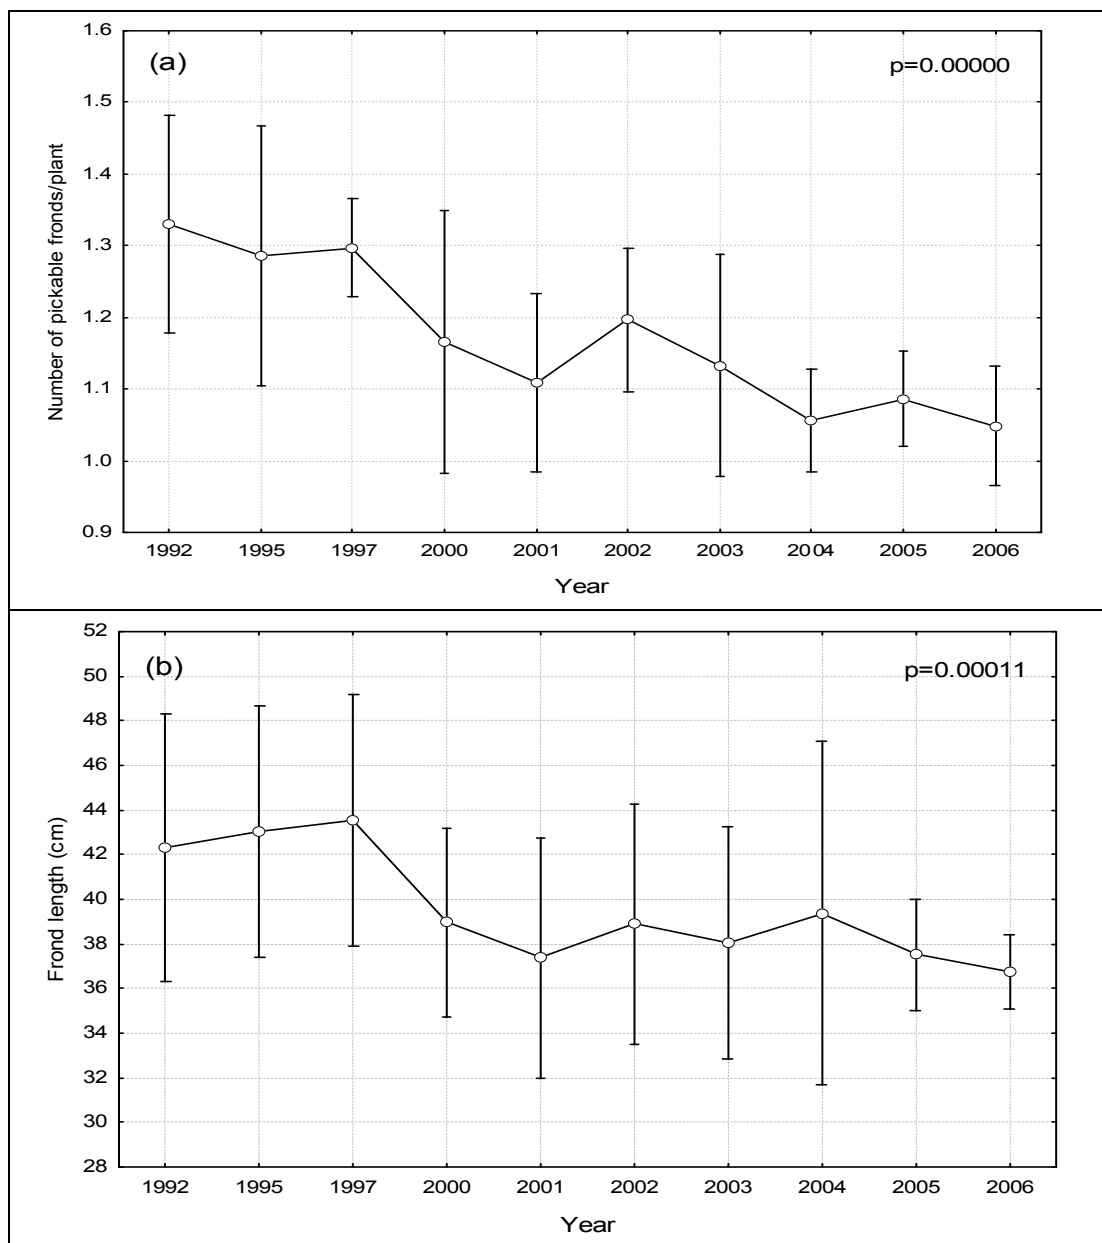 1.6
(a)
p=0.00000
1.5
1.4
1.3
1.2
1.1
1.0
0.9
Number of pickable fronds/plant
1992 1995 1997 2000 2001 2002 2003 2004 2005 2006
Year
52
(b)
p=0.00011
50
48
46
44
42
40
38
36
34
32
30
28
Frond length (cm)
1992 1995 1997 2000 2001 2002 2003 2004 2005 2006
Year